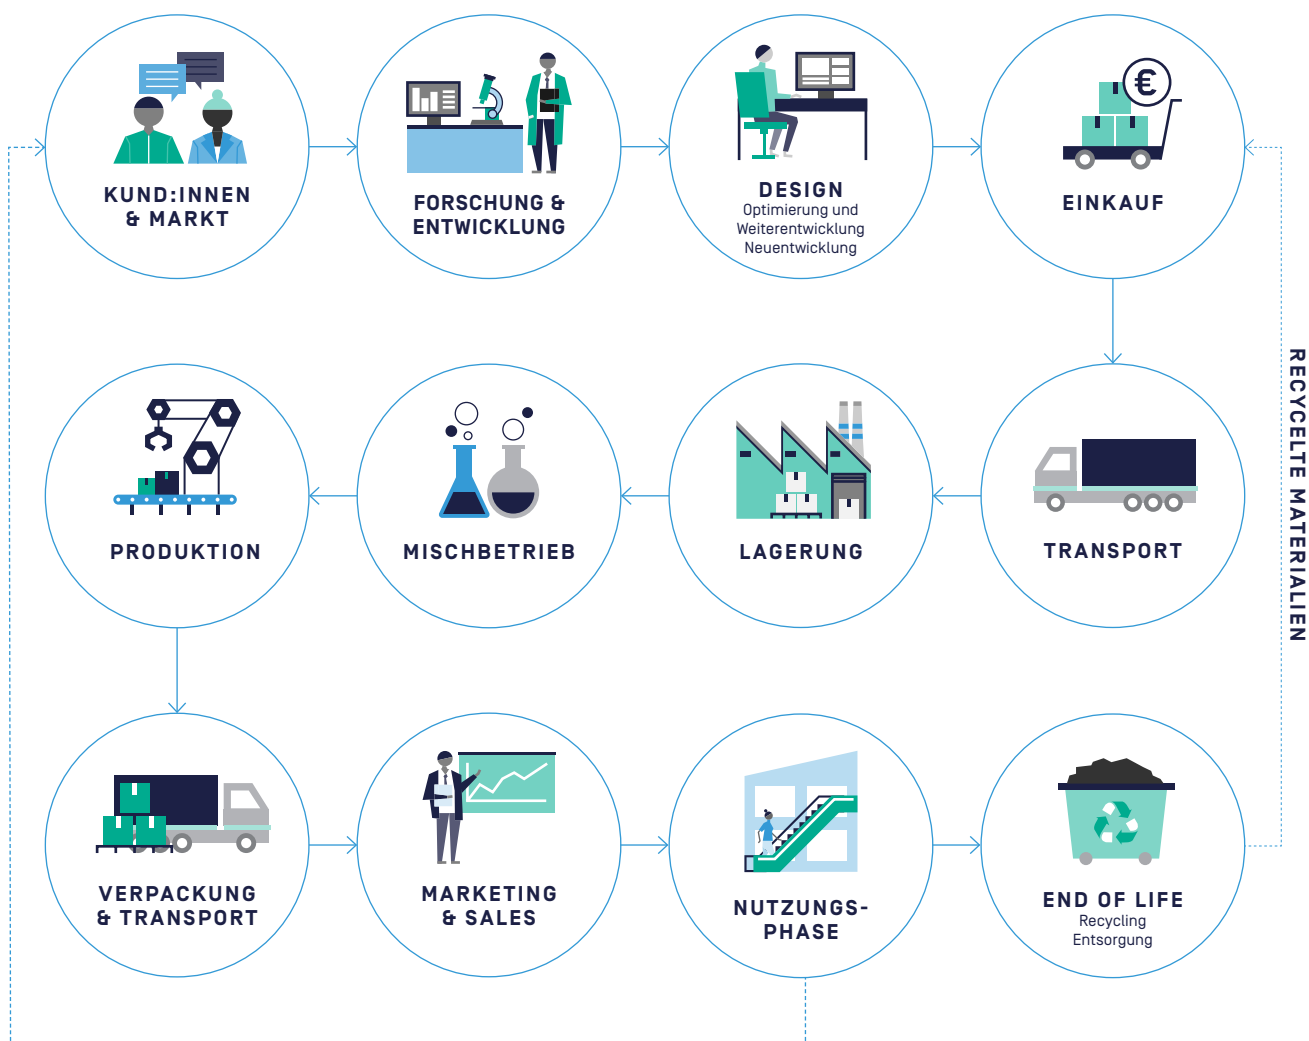 KUND:INNEN
& MARKT
FORSCHUNG &
ENTWICKLUNG
DESIGN
Optimierung und
Weiterentwicklung
Neuentwicklung
€
EINKAUF
RECYCELTE MATERIALIEN
PRODUKTION
MISCHBETRIEB
LAGERUNG
TRANSPORT
VERPACKUNG
& TRANSPORT
MARKETING
& SALES
NUTZUNGS-
PHASE
END OF LIFE
Recycling
Entsorgung